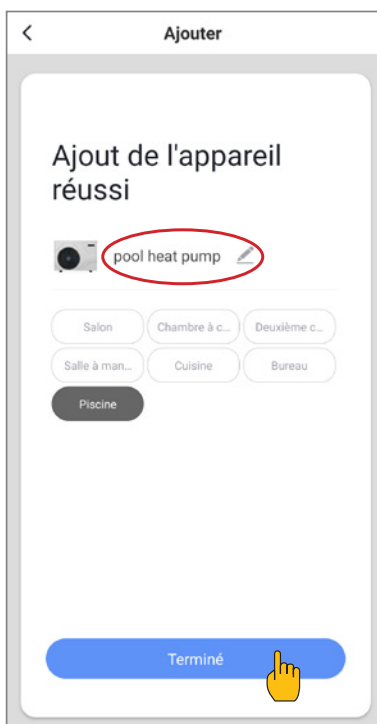 Ajouter
Ajout de l'appareil
réussi
pool heat pump
Salon
Chambre à c...
Deuxième c...
Salle à man...
Cuisine
Bureau
Piscine
Terminé